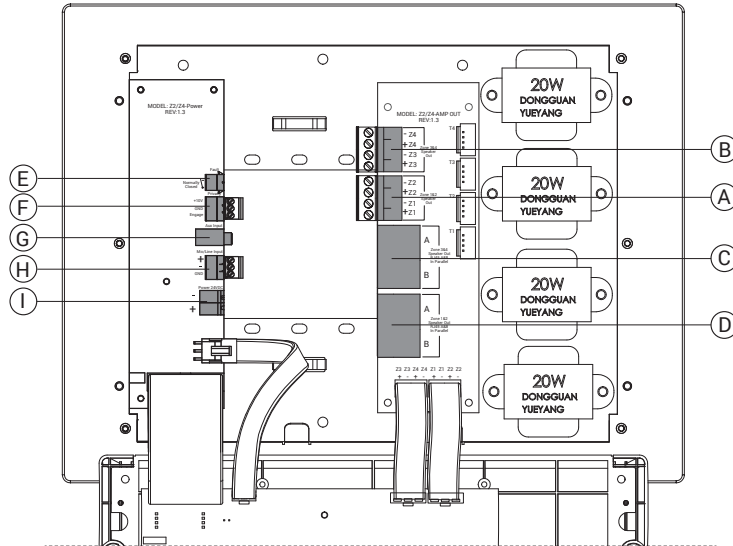 MODEL: Z2/Z4-Power
REV:1.3
Fault
Normally
Closed
+10V
GND
Engage
Aux Input
Mic/Line Input
+
-
GND
Power 24VDC
-
+
E
F
G
H
I
MODEL: Z2/Z4-AMP OUT
REV:1.3
- Z4
+ Z4
- Z3
+ Z3
Zone 3&4
Speaker
Out
- Z2
+ Z2
- Z1
+ Z1
Zone 1&2
Speaker
Out
T4
T3
T2
T1
A
B
Zone 3&4
Speaker Out
RJ45 A&B
In Parallel
A
B
Zone 1&2
Speaker Out
RJ45 A&B
In Parallel
Z3 Z3 Z4 Z4 Z1 Z1 Z2 Z2
+ - + - + - + -
20W
DONGGUAN
YUEYANG
20W
DONGGUAN
YUEYANG
20W
DONGGUAN
YUEYANG
20W
DONGGUAN
YUEYANG
B
A
C
D